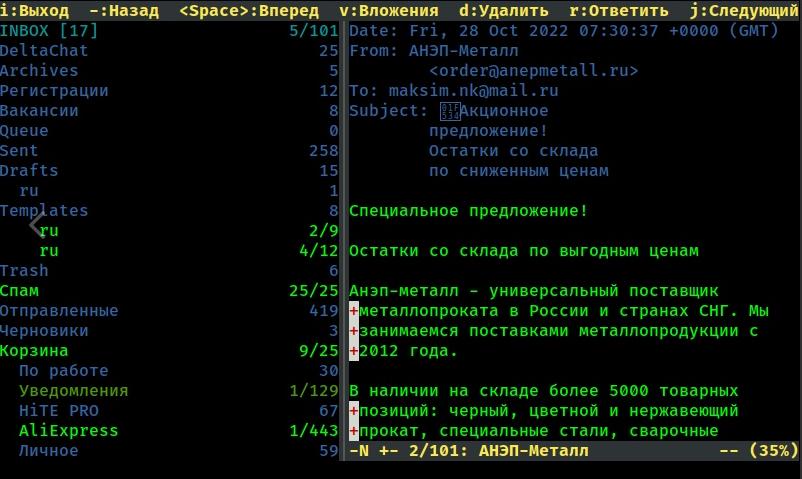 i:Выход  -:Назад  <Space>:Вперед  v:Вложения  d:Удалить  r:Ответить  j:Следующий
INBOX [17] 5/101
DeltaChat 25
Archives 5
Регистрации 12
Вакансии 8
Queue 0
Sent 258
Drafts 15
ru 1
Templates 8
ru 2/9
ru 4/12
Trash 6
Спам 25/25
Отправленные 419
Черновики 3
Корзина 9/25
По работе 30
Уведомления 1/129
HiTE PRO 67
AliExpress 1/443
Личное 59
Date: Fri, 28 Oct 2022 07:30:37 +0000 (GMT)
From: АНЭП-Металл
<order@anepmetall.ru>
To: maksim.nk@mail.ru
Subject: 01F534Акционное
предложение!
Остатки со склада
по сниженным ценам
Специальное предложение!
Остатки со склада по выгодным ценам
Анэп-металл – универсальный поставщик
+металлопроката в России и странах СНГ. Мы
+занимаемся поставками металлопродукции с
+2012 года.
В наличии на складе более 5000 товарных
+позиций: черный, цветной и нержавеющий
+прокат, специальные стали, сварочные
-N +- 2/101: АНЭП-Металл -- (35%)